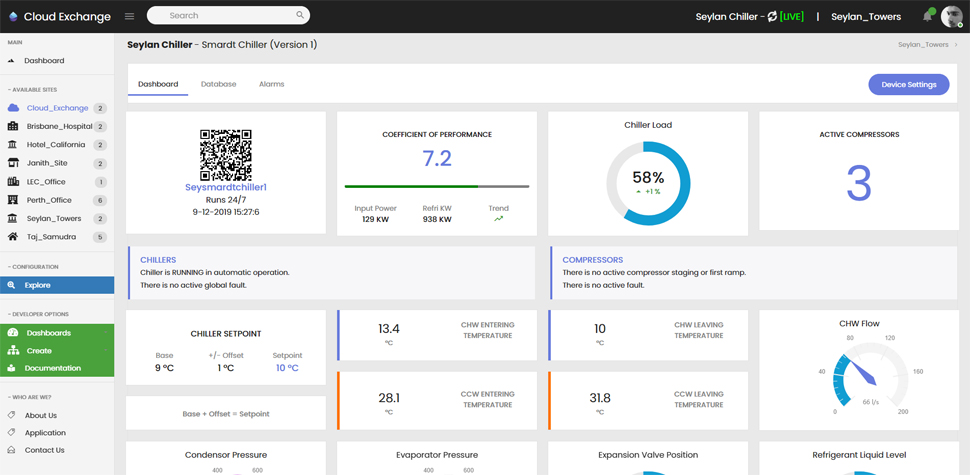 Cloud Exchange
Search
Seylan Chiller - [LIVE] | Seylan_Towers
MAIN
Dashboard
~ AVAILABLE SITES
Cloud_Exchange 2
Brisbane_Hospital 2
Hotel_California 2
Janith_Site 2
LEC_Office 1
Perth_Office 6
Seylan_Towers 2
Taj_Samudra 5
~ CONFIGURATION
Explore
~ DEVELOPER OPTIONS
Dashboards
Create
Documentation
~ WHO ARE WE?
About Us
Application
Contact Us
Seylan Chiller - Smardt Chiller (Version 1)
Seylan_Towers
Dashboard Database Alarms
Device Settings
Seysmardtchiller1
Runs 24/7
9-12-2019 15:27:6
COEFFICIENT OF PERFORMANCE
7.2
Input Power Refri KW Trend
129 KW 938 KW
Chiller Load
58%
+1 %
ACTIVE COMPRESSORS
3
CHILLERS
Chiller is RUNNING in automatic operation.
There is no active global fault.
COMPRESSORS
There is no active compressor staging or first ramp.
There is no active fault.
CHILLER SETPOINT
Base +/- Offset Setpoint
9 ºC 1 ºC 10 ºC
Base + Offset = Setpoint
13.4
ºC
CHW ENTERING
TEMPERATURE
10
ºC
CHW LEAVING
TEMPERATURE
28.1
ºC
CCW ENTERING
TEMPERATURE
31.8
ºC
CCW LEAVING
TEMPERATURE
CHW Flow
80 120
40 160
66 l/s
0 200
Condensor Pressure
400 600
Evaporator Pressure
400 600
Expansion Valve Position
Refrigerant Liquid Level